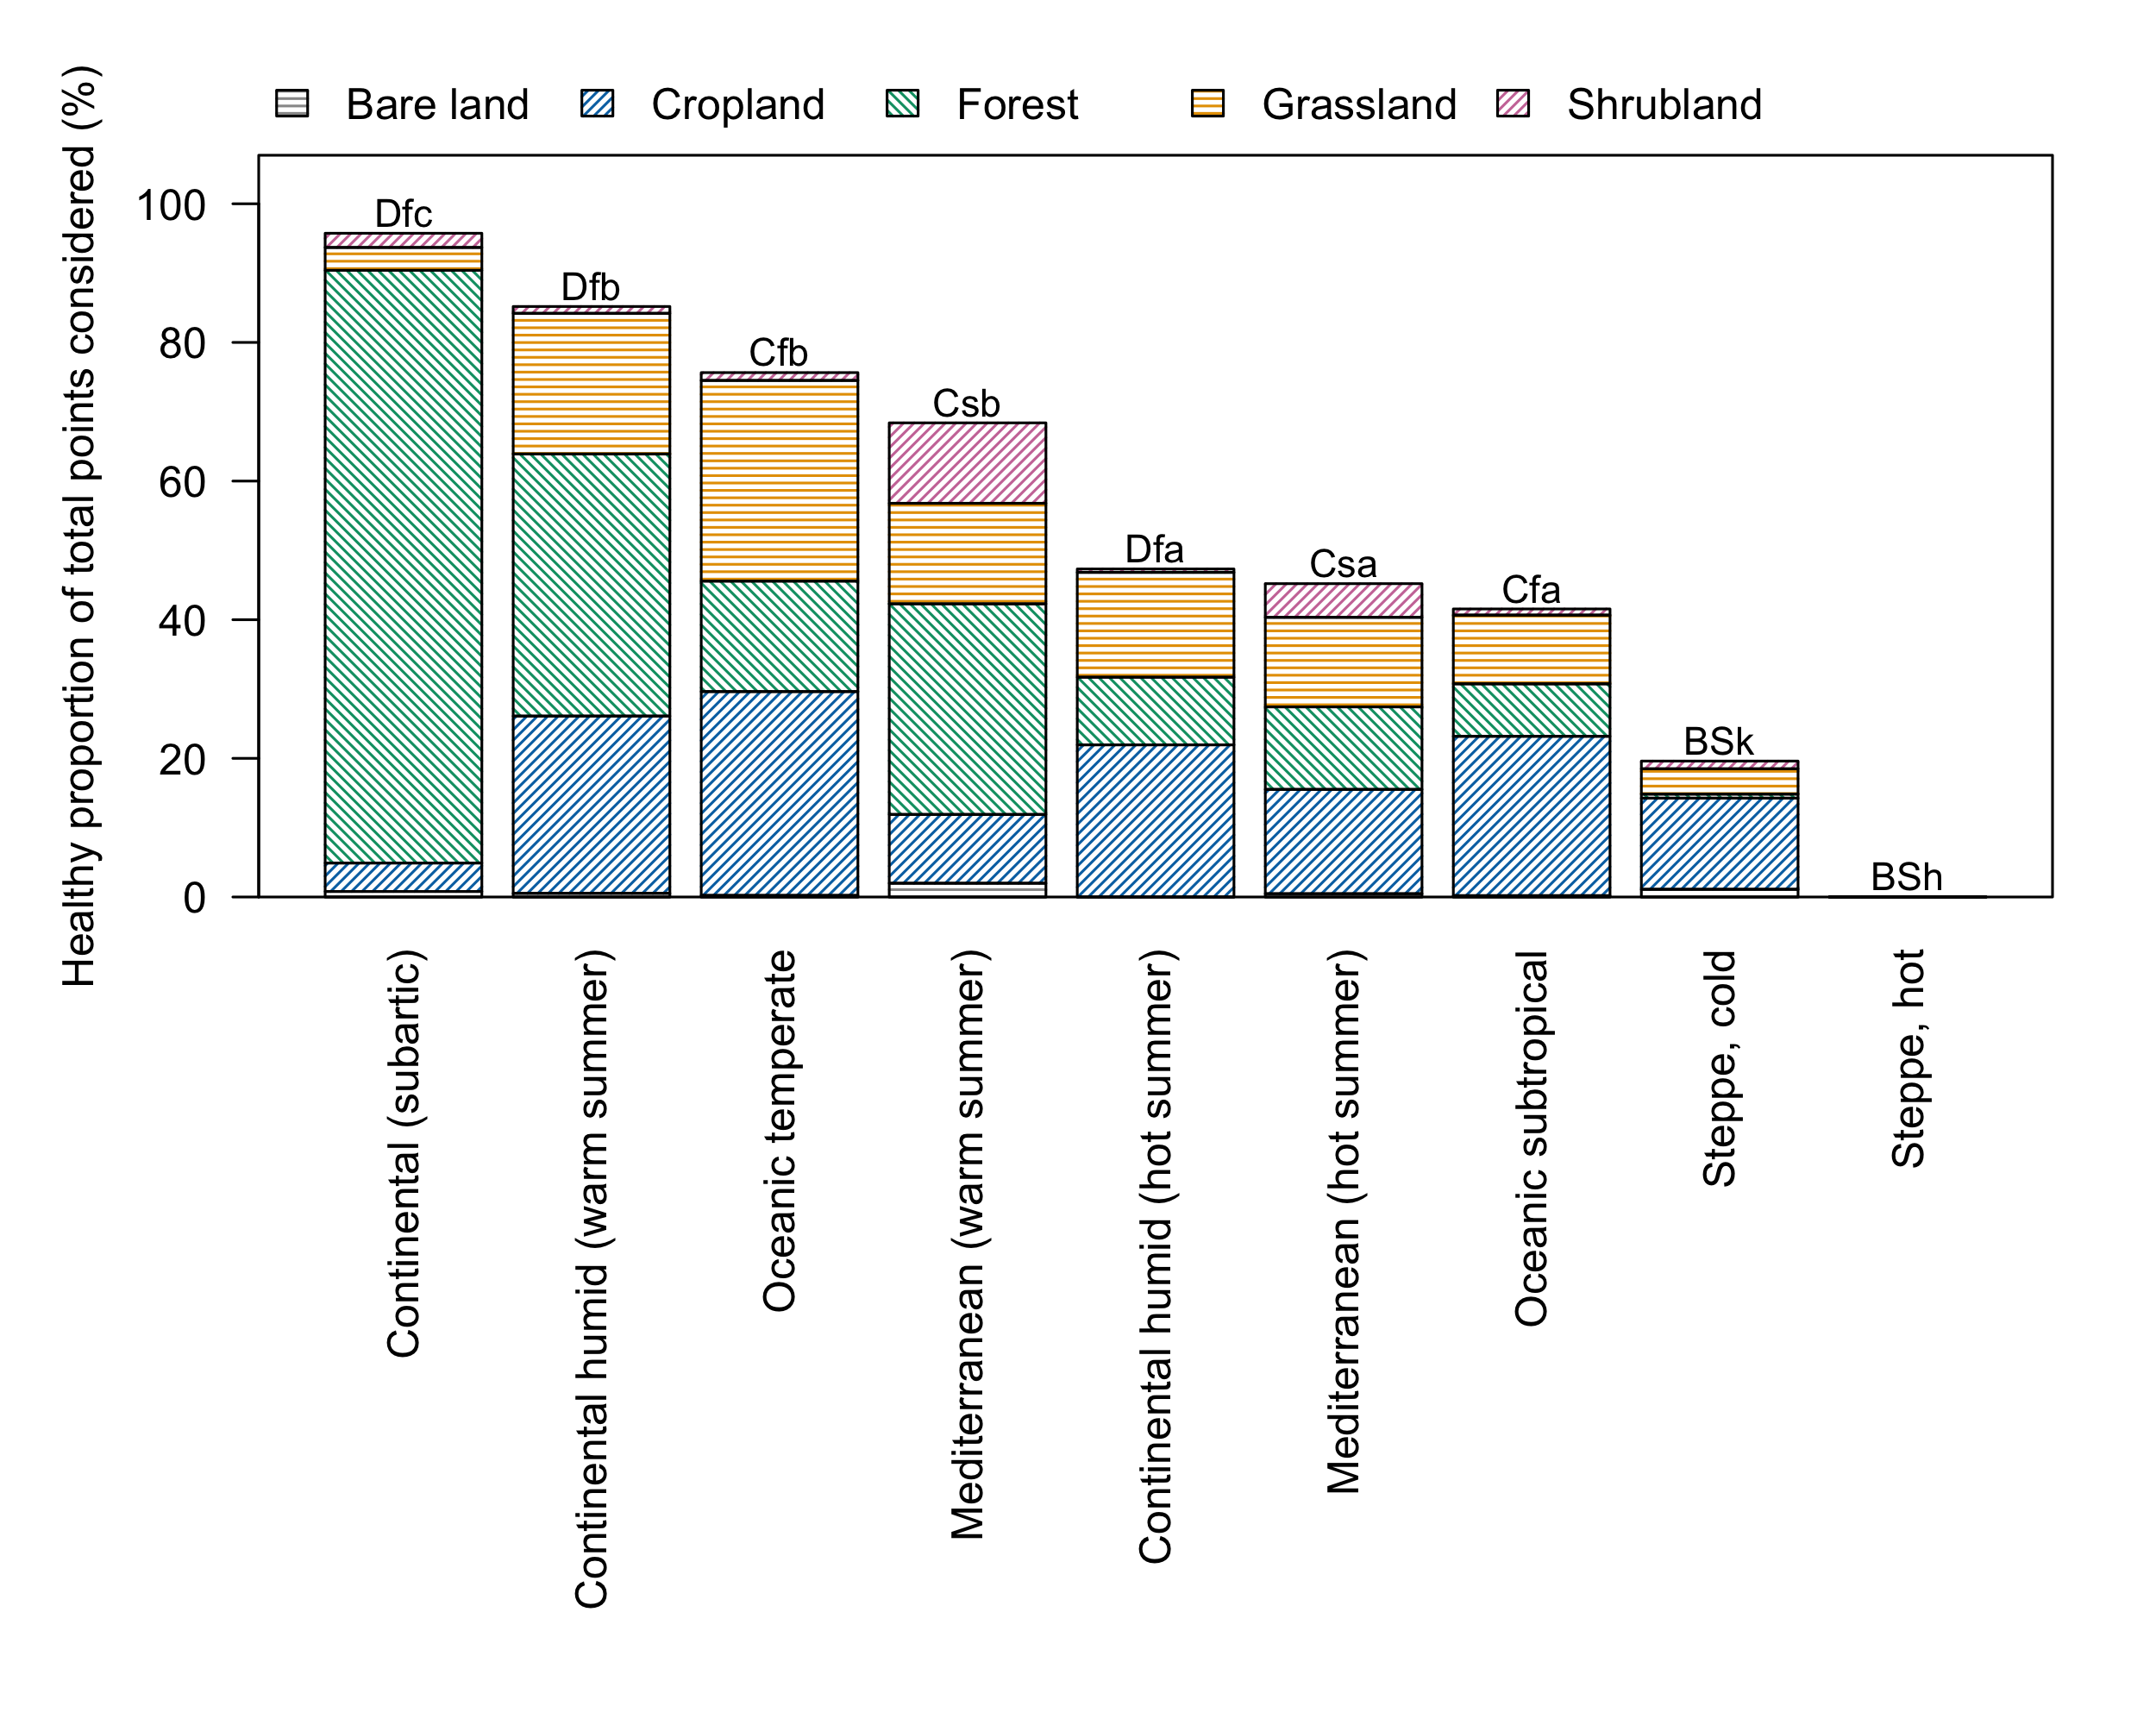 Bare land
Cropland
Forest
Grassland
Shrubland
Healthy proportion of total points considered (%)
100
80
60
40
20
0
Dfc
Dfb
Cfb
Csb
Dfa
Csa
Cfa
BSk
BSh
Continental (subartic)
Continental humid (warm summer)
Oceanic temperate
Mediterranean (warm summer)
Continental humid (hot summer)
Mediterranean (hot summer)
Oceanic subtropical
Steppe, cold
Steppe, hot